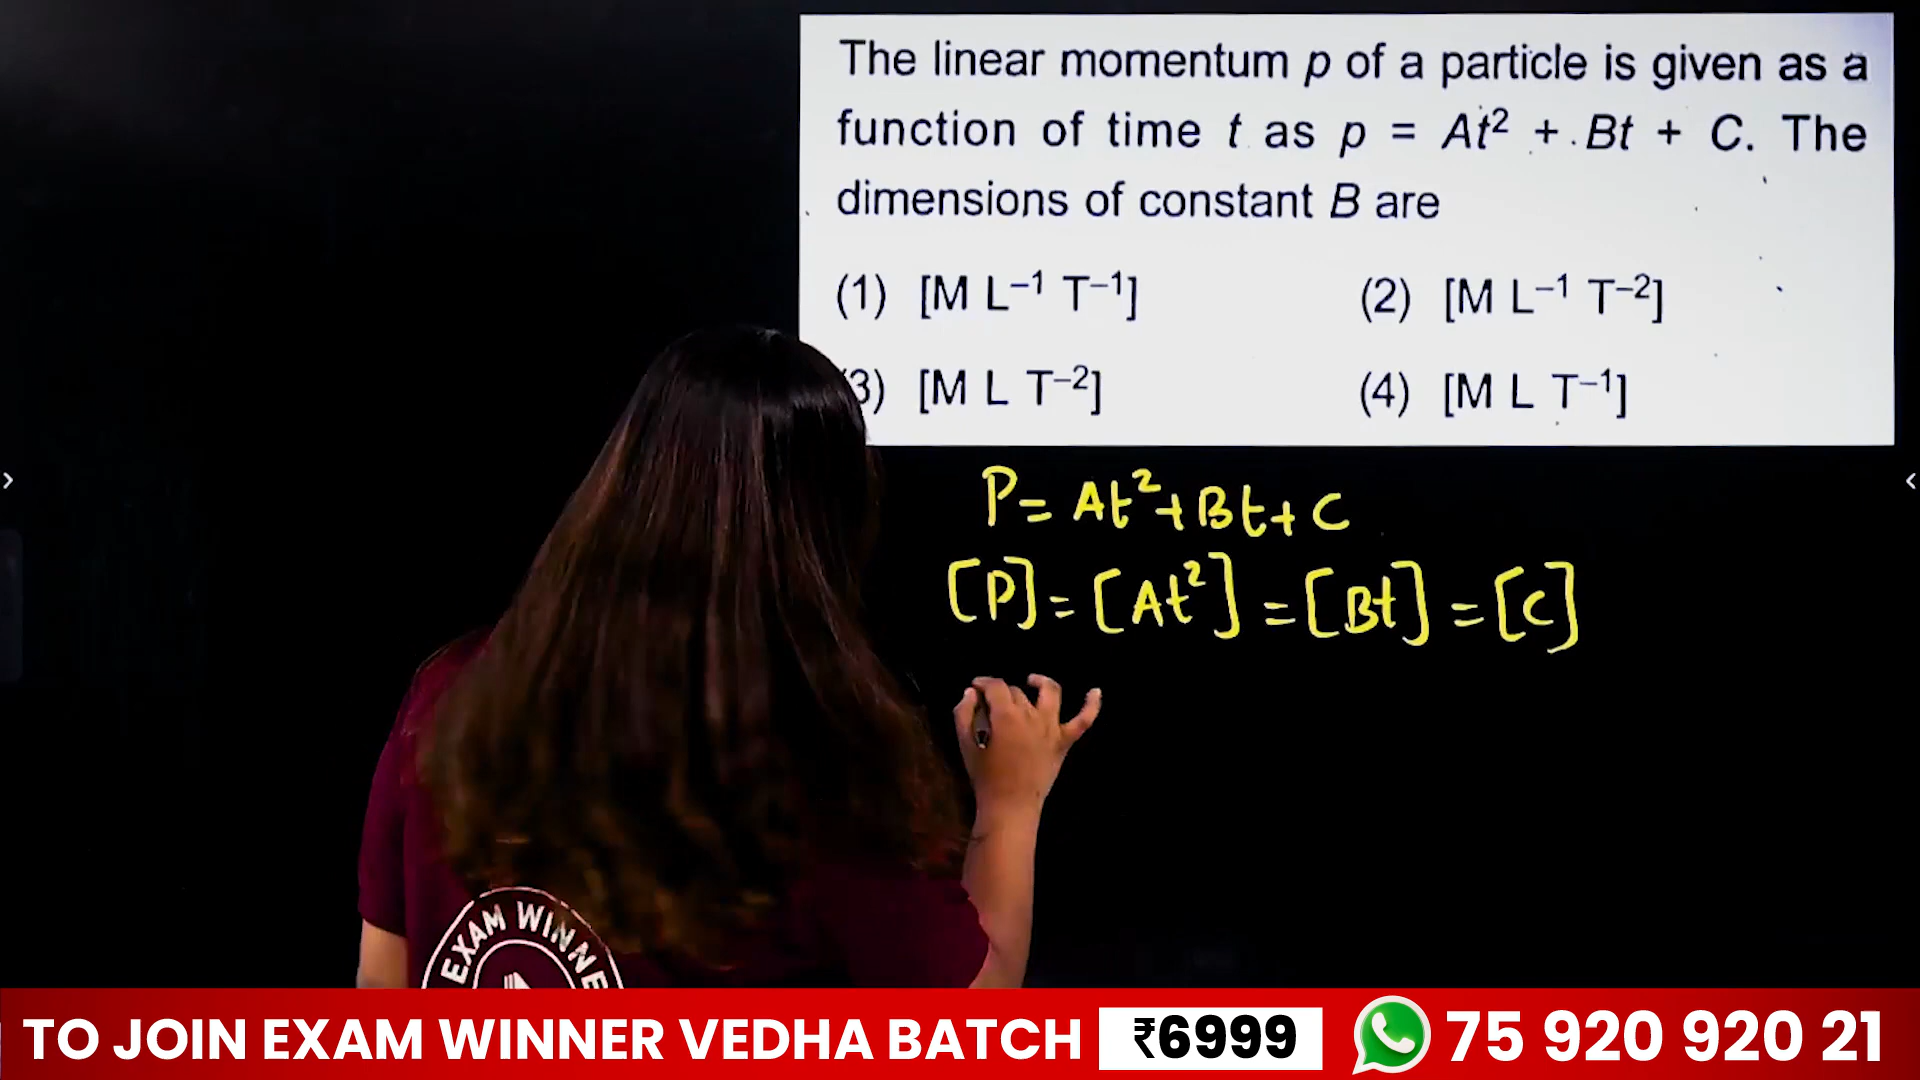 The linear momentum p of a particle is given as a
function of time t as p = At² + Bt + C. The
dimensions of constant B are
(1) [M L⁻¹ T⁻¹] (2) [M L⁻¹ T⁻²]
3) [M L T⁻²] (4) [M L T⁻¹]
P = At² + Bt + C
[P] = [At²] = [Bt] = [C]
EXAM WINNE
TO JOIN EXAM WINNER VEDHA BATCH ₹6999 75 920 920 21